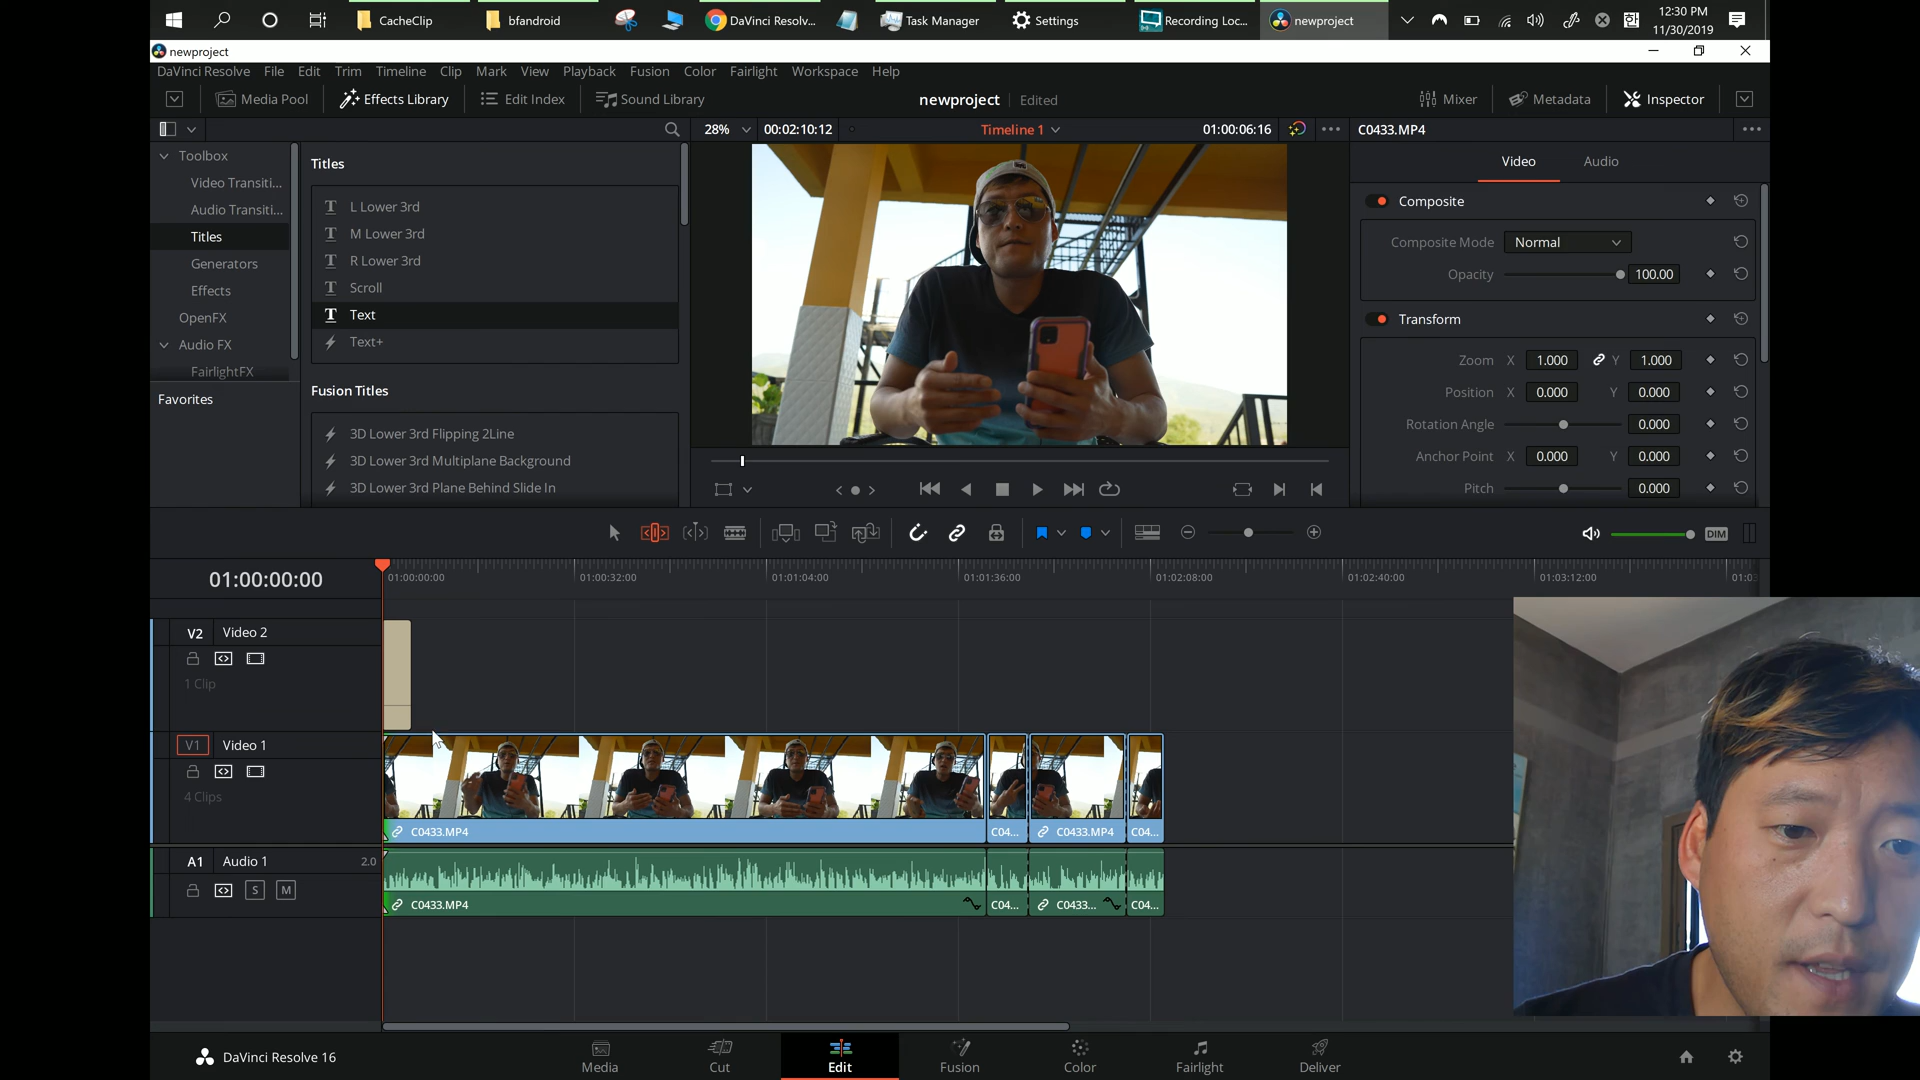 CacheClip
bfandroid
DaVinci Resolv...
Task Manager
Settings
Recording Loc...
newproject
12:30 PM
11/30/2019
newproject
DaVinci Resolve File Edit Trim Timeline Clip Mark View Playback Fusion Color Fairlight Workspace Help
Media Pool
Effects Library
Edit Index
Sound Library
newproject
Edited
Mixer
Metadata
Inspector
28%
00:02:10:12
Timeline 1
01:00:06:16
C0433.MP4
Toolbox
Video Transiti...
Audio Transiti...
Titles
Generators
Effects
OpenFX
Audio FX
FairlightFX
Favorites
Titles
L Lower 3rd
M Lower 3rd
R Lower 3rd
Scroll
Text
Text+
Fusion Titles
3D Lower 3rd Flipping 2Line
3D Lower 3rd Multiplane Background
3D Lower 3rd Plane Behind Slide In
Video Audio
Composite
Composite Mode Normal
Opacity 100.00
Transform
Zoom X 1.000 Y 1.000
Position X 0.000 Y 0.000
Rotation Angle 0.000
Anchor Point X 0.000 Y 0.000
Pitch 0.000
DIM
01:00:00:00
01:00:00:00 01:00:32:00 01:01:04:00 01:01:36:00 01:02:08:00 01:02:40:00 01:03:12:00 01:0
V2 Video 2
1 Clip
V1 Video 1
4 Clips
C0433.MP4 C04... C0433.MP4 C04...
A1 Audio 1 2.0
S M
C0433.MP4 C04... C0433... C04...
DaVinci Resolve 16
Media
Cut
Edit
Fusion
Color
Fairlight
Deliver